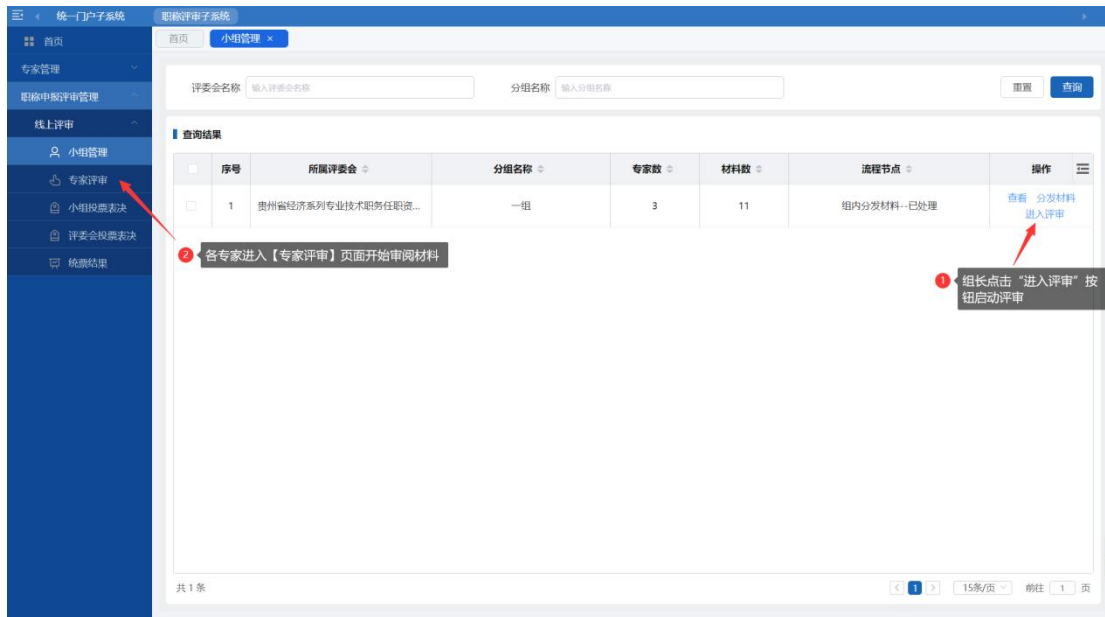 统一门户子系统 职称评审子系统
首页
专家管理
职称申报评审管理
线上评审
小组管理
专家评审
小组投票表决
评委会投票表决
统票结果
首页 小组管理 ×
评委会名称 输入评委会名称 分组名称 输入分组名称 重置 查询
查询结果
序号 所属评委会 分组名称 专家数 材料数 流程节点 操作
1 贵州省经济系列专业技术职务任职资... 一组 3 11 组内分发材料--已处理 查看 分发材料
进入评审
2 各专家进入【专家评审】页面开始审阅材料
1 组长点击“进入评审”按
钮启动评审
共 1 条 1 15条/页 前往 1 页